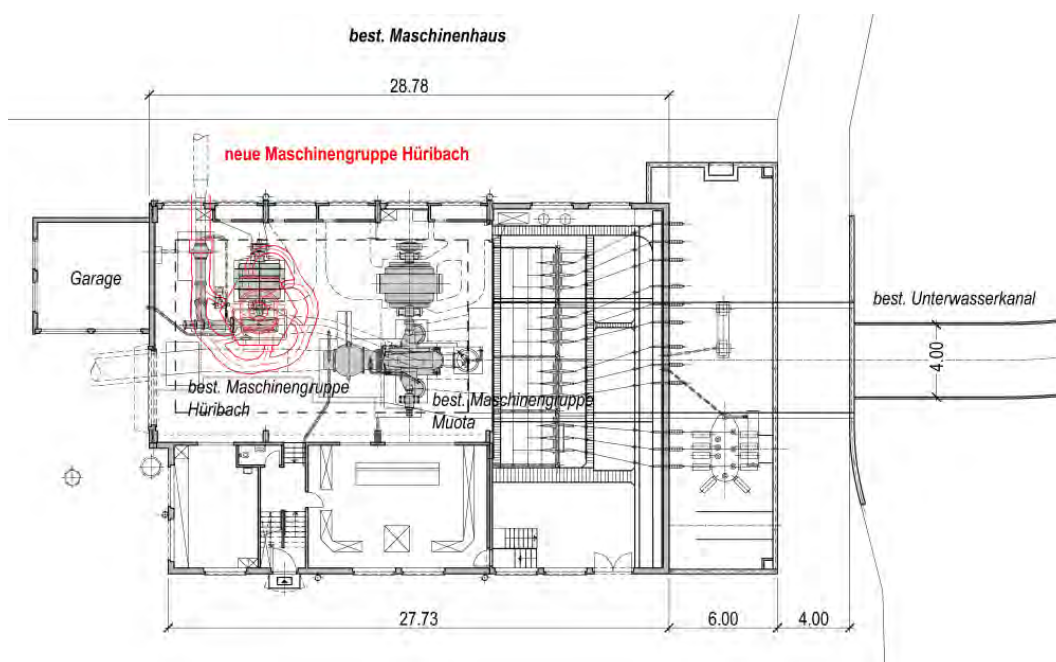 best. Maschinenhaus
28.78
neue Maschinengruppe Hüribach
Garage
best. Unterwasserkanal
4.00
best. Maschinengruppe
Hüribach
best. Maschinengruppe
Muota
27.73
6.00
4.00